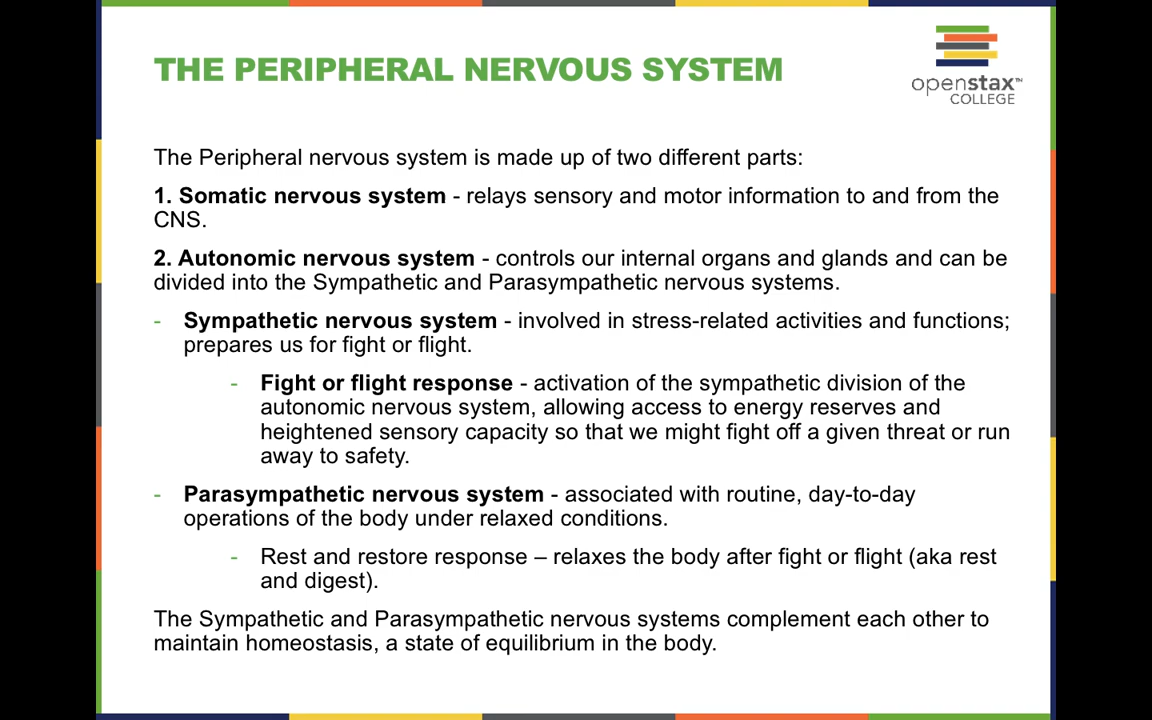 THE PERIPHERAL NERVOUS SYSTEM
openstax™
COLLEGE
The Peripheral nervous system is made up of two different parts:
1. Somatic nervous system - relays sensory and motor information to and from the
CNS.
2. Autonomic nervous system - controls our internal organs and glands and can be
divided into the Sympathetic and Parasympathetic nervous systems.
- Sympathetic nervous system - involved in stress-related activities and functions;
prepares us for fight or flight.
- Fight or flight response - activation of the sympathetic division of the
autonomic nervous system, allowing access to energy reserves and
heightened sensory capacity so that we might fight off a given threat or run
away to safety.
- Parasympathetic nervous system - associated with routine, day-to-day
operations of the body under relaxed conditions.
- Rest and restore response – relaxes the body after fight or flight (aka rest
and digest).
The Sympathetic and Parasympathetic nervous systems complement each other to
maintain homeostasis, a state of equilibrium in the body.